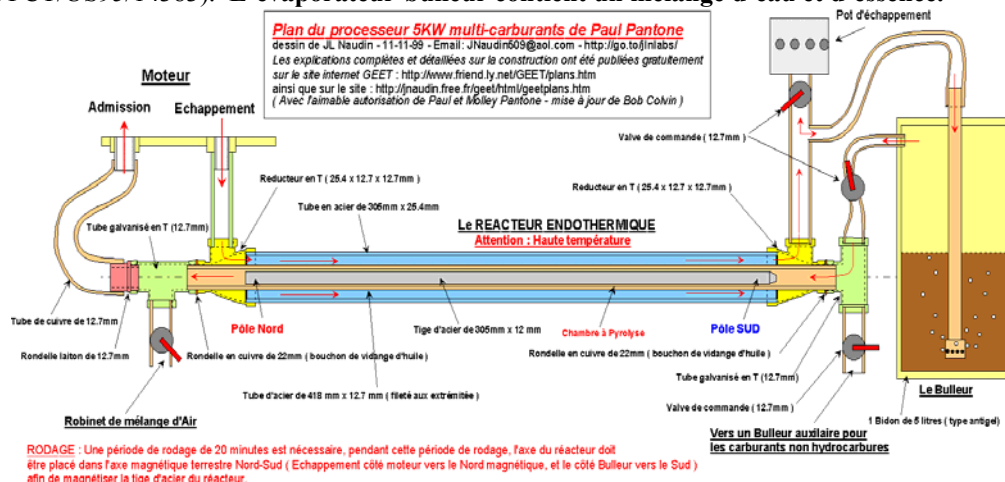 L'évaporateur-bulleur contient un mélange d'eau et d'essence.
Plan du processeur 5KW multi-carburants de Paul Pantone
dessin de JL Naudin - 11-11-99 - Email: JNaudin509@aol.com - http://go.to/jlnlabs/
Les explications complètes et détaillées sur la construction ont été publiées gratuitement
sur le site internet GEET : http://www.friend.ly.net/GEET/plans.htm
ainsi que sur le site : http://jnaudin.free.fr/geet/html/geetplans.htm
( Avec l'aimable autorisation de Paul et Molley Pantone - mise à jour de Bob Colvin )
Pot d'échappement
Moteur
Admission
Echappement
Valve de commande ( 12.7mm )
Reducteur en T ( 25.4 x 12.7 x 12.7mm )
Reducteur en T ( 25.4 x 12.7 x 12.7mm )
Tube en acier de 305mm x 25.4mm
Le REACTEUR ENDOTHERMIQUE
Attention : Haute température
Tube galvanisé en T (12.7mm)
Pôle Nord
Tige d'acier de 305mm x 12 mm
Chambre à Pyrolyse
Pôle SUD
Tube de cuivre de 12.7mm
Rondelle laiton de 12.7mm
Rondelle en cuivre de 22mm ( bouchon de vidange d'huile )
Rondelle en cuivre de 22mm ( bouchon de vidange d'huile )
Tube galvanisé en T (12.7mm)
Tube d'acier de 418 mm x 12.7 mm ( fileté aux extrémitée )
Valve de commande ( 12.7mm )
Le Bulleur
1 Bidon de 5 litres ( type antigel )
Robinet de mélange d'Air
Vers un Bulleur auxilaire pour
les carburants non hydrocarbures
RODAGE : Une période de rodage de 20 minutes est nécessaire, pendant cette période de rodage, l'axe du réacteur doit
être placé dans l'axe magnétique terrestre Nord-Sud ( Echappement côté moteur vers le Nord magnétique, et le côté Bulleur vers le Sud )
afin de magnétiser la tige d'acier du réacteur.